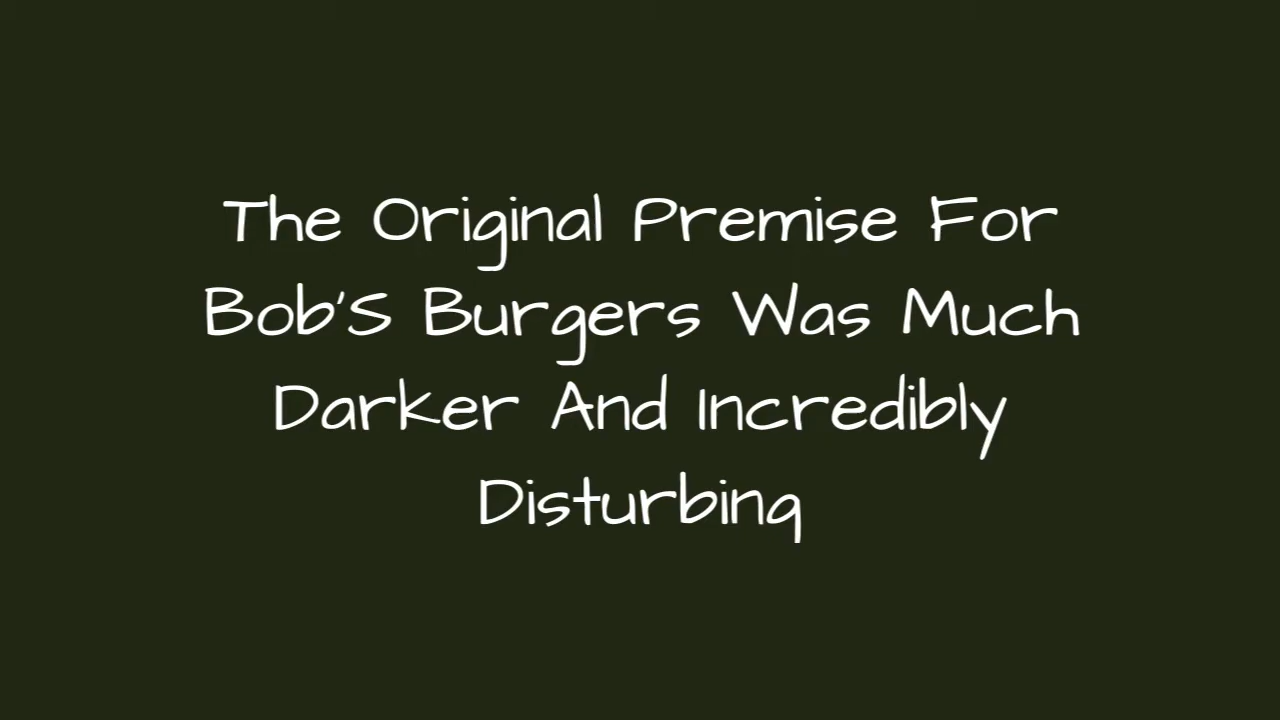 The Original Premise For
Bob'S Burgers Was Much
Darker And Incredibly
Disturbing